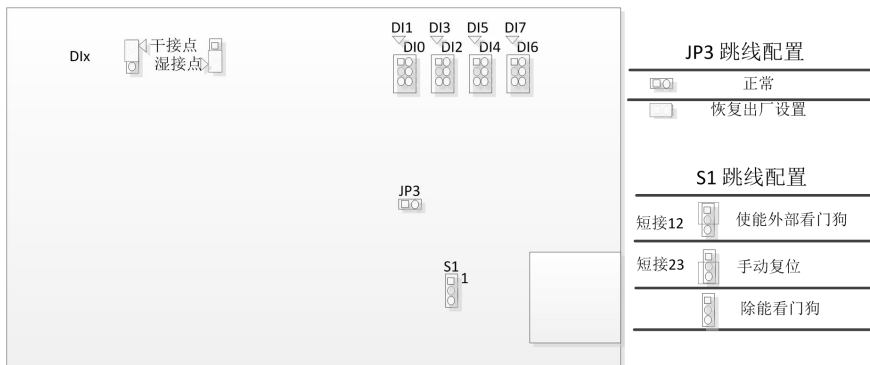 DIx
干接点
湿接点
DI1 DI3 DI5 DI7
DI0 DI2 DI4 DI6
JP3
S1
1
JP3 跳线配置
正常
恢复出厂设置
S1 跳线配置
短接12 使能外部看门狗
短接23 手动复位
除能看门狗